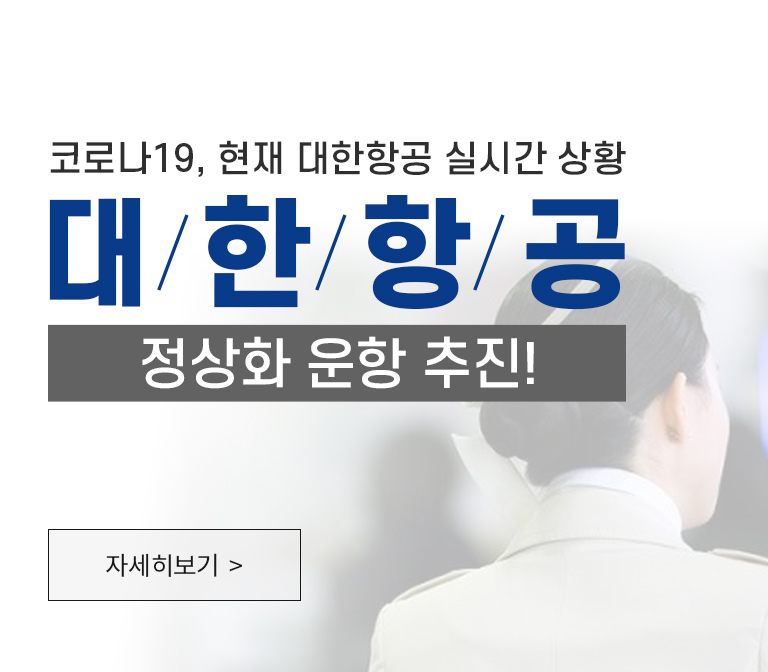 코로나19, 현재 대한항공 실시간 상황
대/한/항/공
정상화 운항 추진!
자세히보기 >